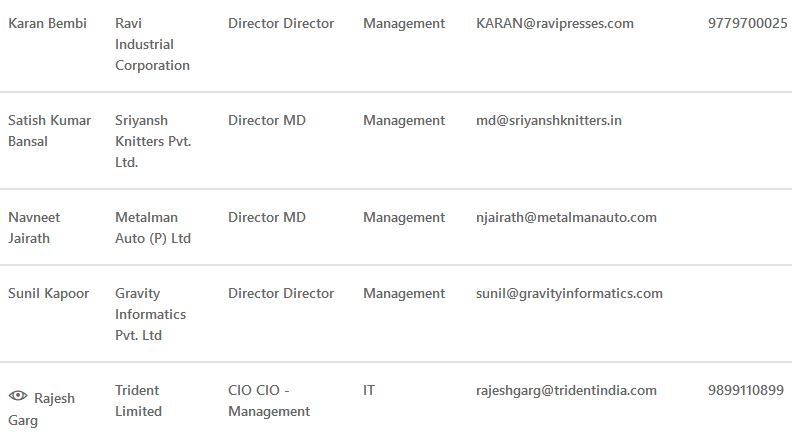 Karan Bembi Ravi Director Director Management KARAN@ravipresses.com 9779700025
Industrial
Corporation
Satish Kumar Sriyansh Director MD Management md@sriyanshknitters.in
Bansal Knitters Pvt.
Ltd.
Navneet Metalman Director MD Management njairath@metalmanauto.com
Jairath Auto (P) Ltd
Sunil Kapoor Gravity Director Director Management sunil@gravityinformatics.com
Informatics
Pvt. Ltd
Rajesh Trident CIO CIO - IT rajeshgarg@tridentindia.com 9899110899
Garg Limited Management